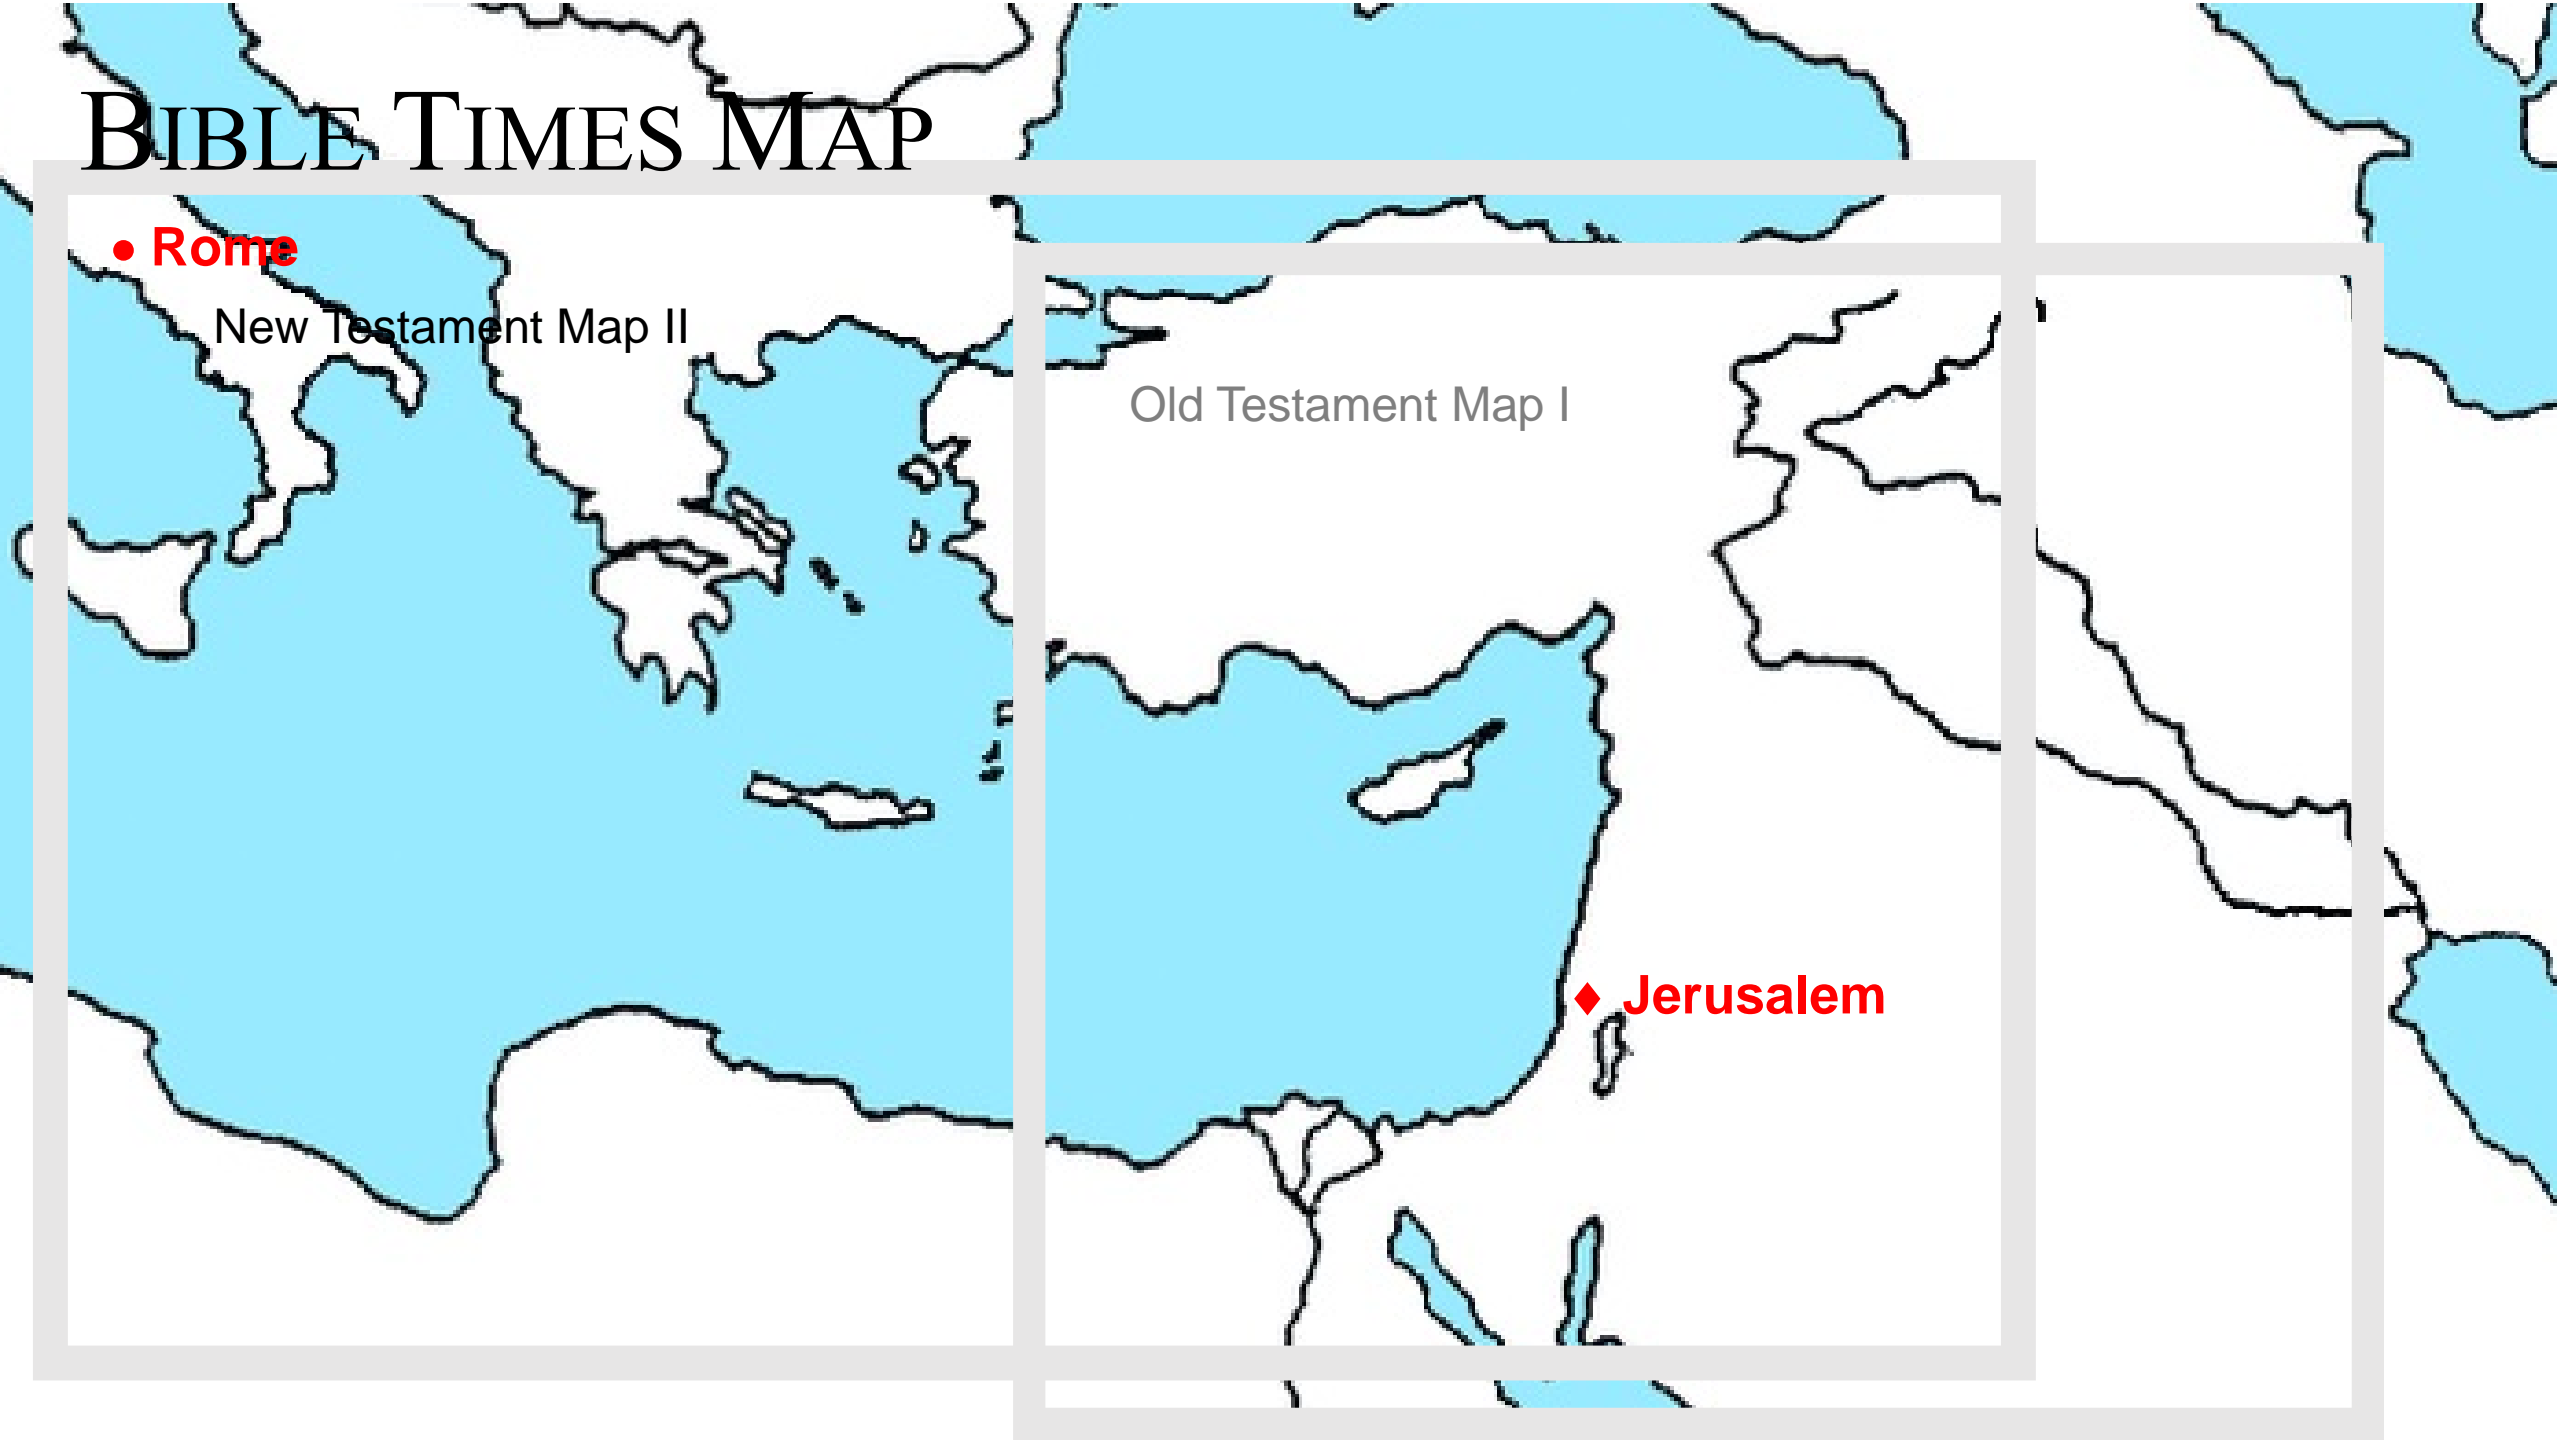 BIBLE TIMES MAP
• Rome
New Testament Map II
Old Testament Map I
♦ Jerusalem